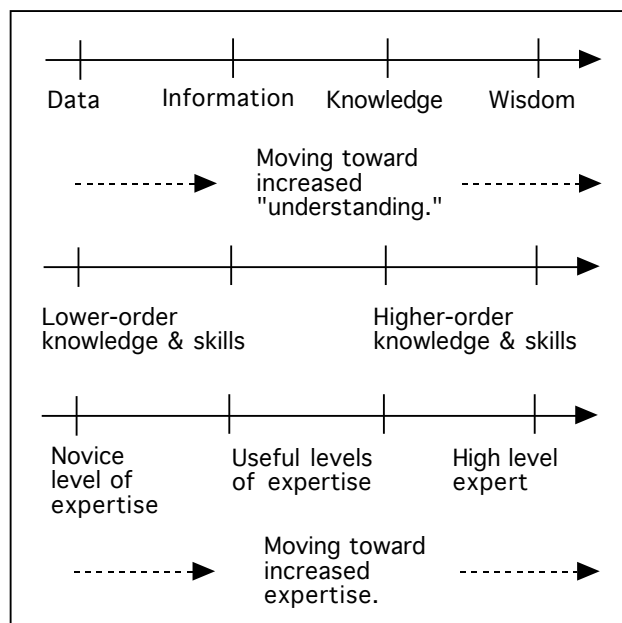 Data Information Knowledge Wisdom
Moving toward
increased
"understanding."
Lower-order
knowledge & skills
Higher-order
knowledge & skills
Novice
level of
expertise
Useful levels
of expertise
High level
expert
Moving toward
increased
expertise.